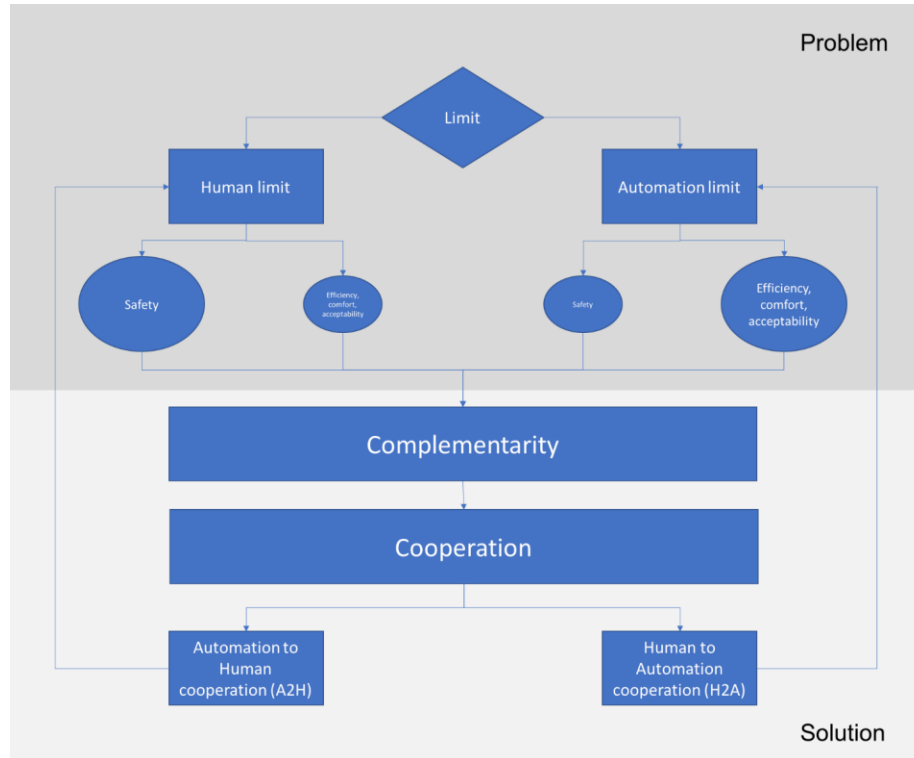 Problem
Limit
Human limit
Automation limit
Safety
Efficiency,
comfort,
acceptability
Safety
Efficiency,
comfort,
acceptability
Complementarity
Cooperation
Automation to
Human
cooperation (A2H)
Human to
Automation
cooperation (H2A)
Solution